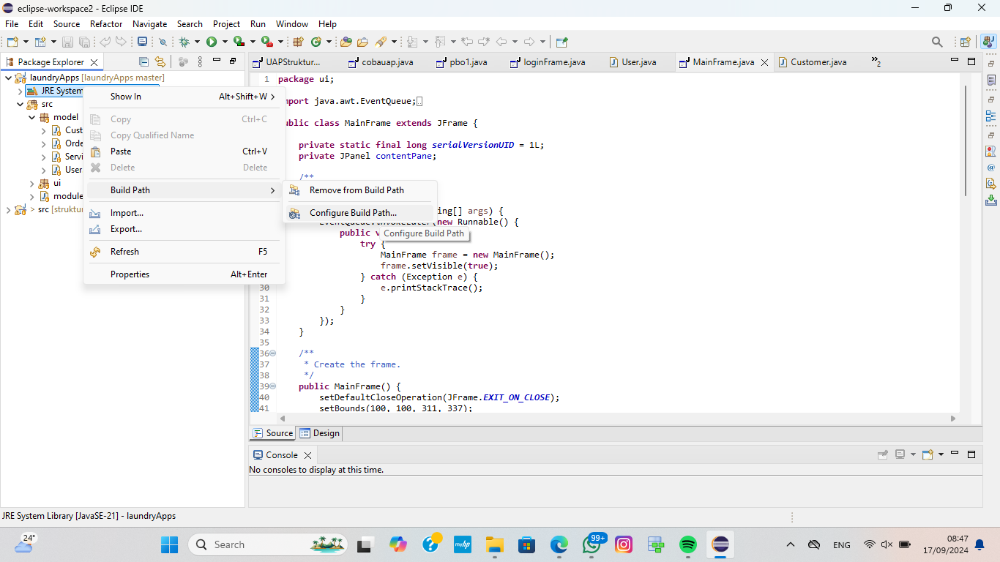 eclipse-workspace2 - Eclipse IDE
File Edit Source Refactor Navigate Search Project Run Window Help
Package Explorer
UAPStruktur...
cobauap.java
pbo1.java
loginFrame.java
User.java
MainFrame.java
Customer.java
2
laundryApps [laundryApps master]
JRE System
src
model
Cust
Orde
Servi
User
ui
module
> src [struktur
Show In Alt+Shift+W
Copy Ctrl+C
Copy Qualified Name
Paste Ctrl+V
Delete Delete
Build Path
Import...
Export...
Refresh F5
Properties Alt+Enter
Remove from Build Path
Configure Build Path...
Configure Build Path
1 package ui;
mport java.awt.EventQueue;
ublic class MainFrame extends JFrame {
private static final long serialVersionUID = 1L;
private JPanel contentPane;
/**
ing[] args) {
EventQueue.invokeLater(new Runnable() {
public v
try {
MainFrame frame = new MainFrame();
frame.setVisible(true);
} catch (Exception e) {
30 e.printStackTrace();
31 }
32 }
33 });
34 }
35
36 /**
37 * Create the frame.
38 */
39 public MainFrame() {
40 setDefaultCloseOperation(JFrame.EXIT_ON_CLOSE);
41 setBounds(100, 100, 311, 337);
Source Design
Console
No consoles to display at this time.
JRE System Library [JavaSE-21] - laundryApps
24°
Search
myhp
99+
ENG
08:47
17/09/2024